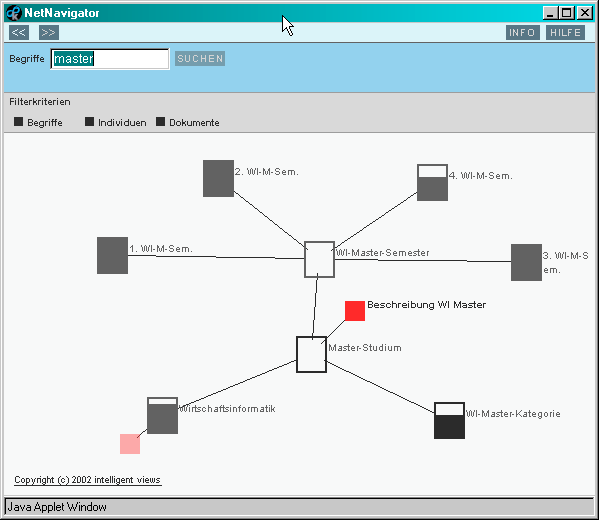 NetNavigator
<< >> INFO HILFE
Begriffe master SUCHEN
Filterkriterien
Begriffe Individuen Dokumente
2. WI-M-Sem.
4. WI-M-Sem.
1. WI-M-Sem.
WI-Master-Semester
3. WI-M-S
em.
Beschreibung WI Master
Master-Studium
Wirtschaftsinformatik
WI-Master-Kategorie
Copyright (c) 2002 intelligent views
Java Applet Window